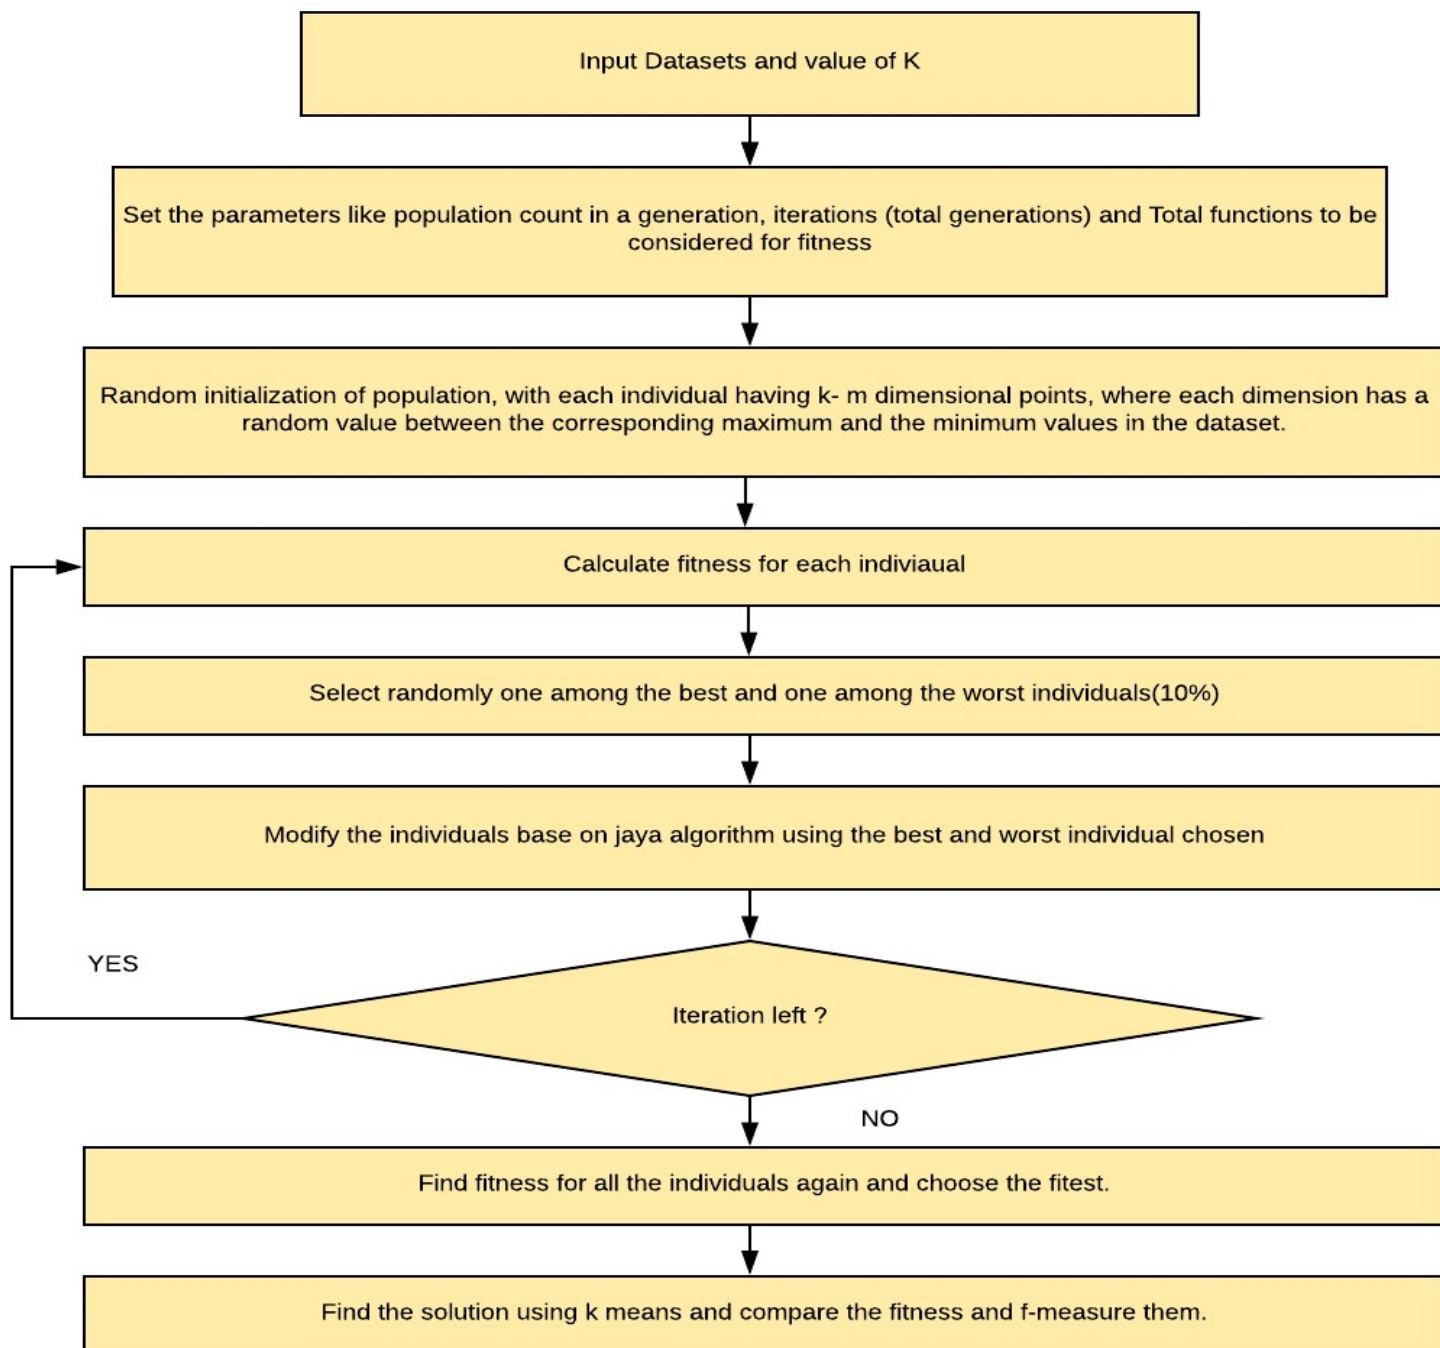 Input Datasets and value of K
Set the parameters like population count in a generation, iterations (total generations) and Total functions to be
considered for fitness
Random initialization of population, with each individual having k- m dimensional points, where each dimension has a
random value between the corresponding maximum and the minimum values in the dataset.
Calculate fitness for each indiviaual
Select randomly one among the best and one among the worst individuals(10%)
Modify the individuals base on jaya algorithm using the best and worst individual chosen
YES
Iteration left ?
NO
Find fitness for all the individuals again and choose the fitest.
Find the solution using k means and compare the fitness and f-measure them.